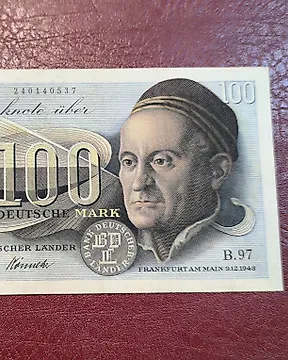 240140537
100
knote über
100
DEUTSCHE MARK
SCHER LÄNDER
BANK DEUTSCHER LÄNDER
BDL
B.97
FRANKFURT AM MAIN 9.12.1948